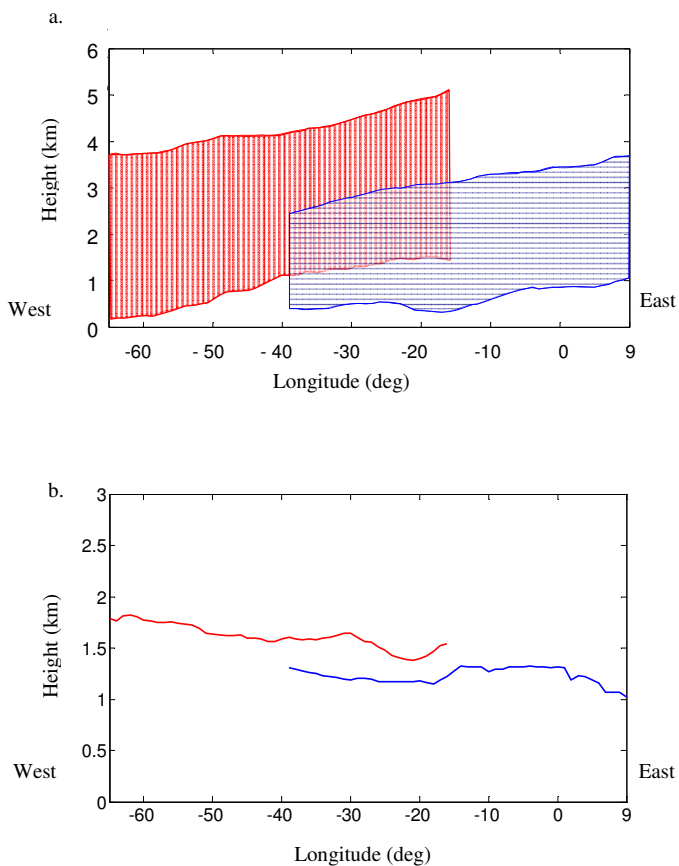 a.
6
5
4
3
2
1
0
Height (km)
West
East
-60 -50 - 40 -30 -20 -10 0 9
Longitude (deg)
b.
3
2.5
2
1.5
1
0.5
0
Height (km)
West
East
-60 -50 -40 -30 -20 -10 0 9
Longitude (deg)